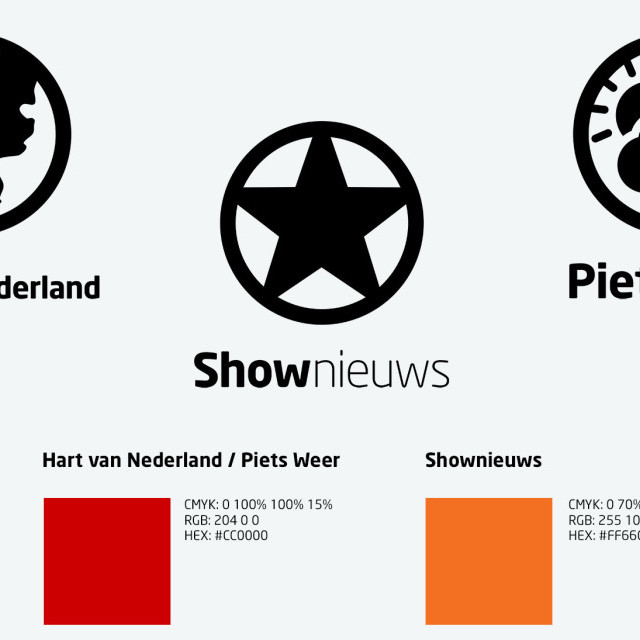 derland
Piet
Shownieuws
Hart van Nederland / Piets Weer
CMYK: 0 100% 100% 15%
RGB: 204 0 0
HEX: #CC0000
Shownieuws
CMYK: 0 70%
RGB: 255 10
HEX: #FF660